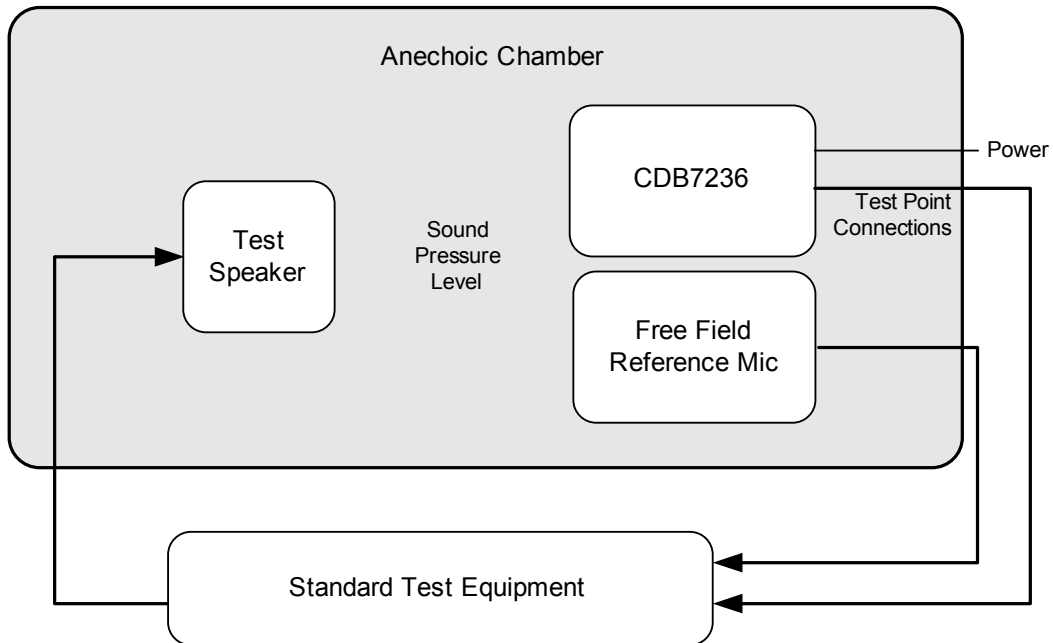 Anechoic Chamber
CDB7236
Power
Test Point
Connections
Test
Speaker
Sound
Pressure
Level
Free Field
Reference Mic
Standard Test Equipment